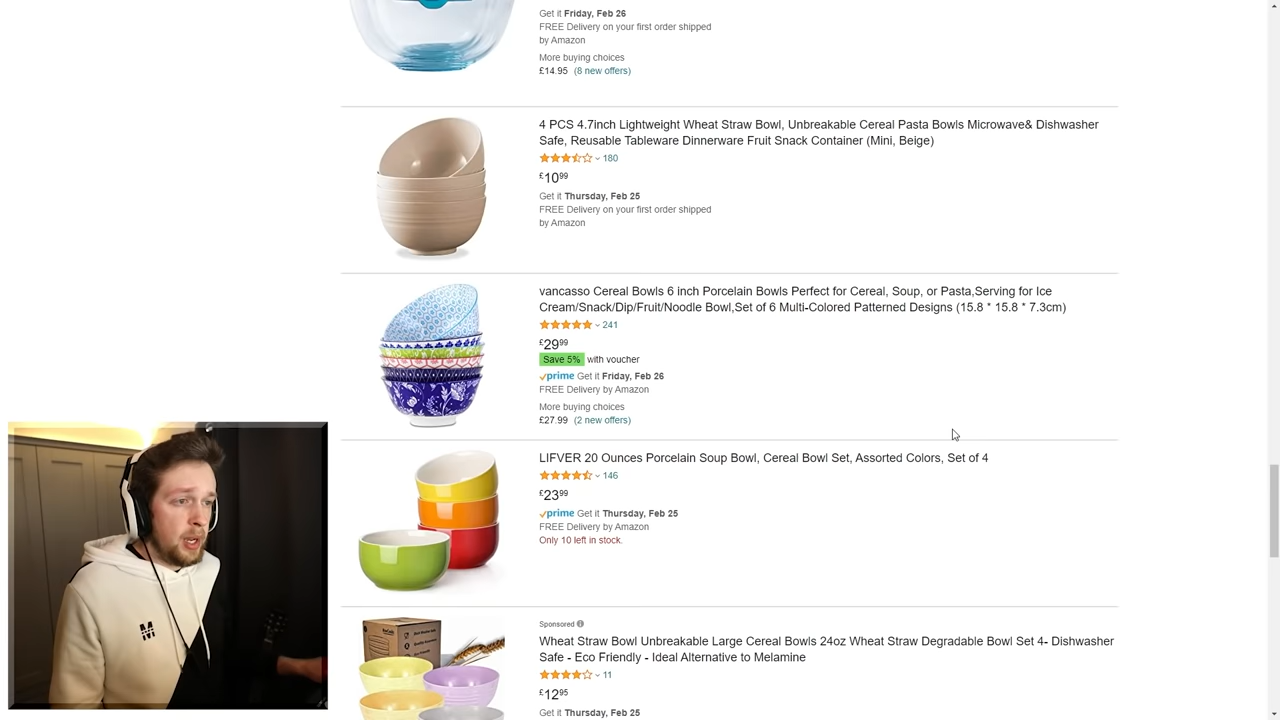 Get it Friday, Feb 26
FREE Delivery on your first order shipped
by Amazon
More buying choices
£14.95 (8 new offers)
4 PCS 4.7inch Lightweight Wheat Straw Bowl, Unbreakable Cereal Pasta Bowls Microwave& Dishwasher
Safe, Reusable Tableware Dinnerware Fruit Snack Container (Mini, Beige)
180
£1099
Get it Thursday, Feb 25
FREE Delivery on your first order shipped
by Amazon
vancasso Cereal Bowls 6 inch Porcelain Bowls Perfect for Cereal, Soup, or Pasta,Serving for Ice
Cream/Snack/Dip/Fruit/Noodle Bowl,Set of 6 Multi-Colored Patterned Designs (15.8 * 15.8 * 7.3cm)
241
£2999
Save 5% with voucher
prime Get it Friday, Feb 26
FREE Delivery by Amazon
More buying choices
£27.99 (2 new offers)
LIFVER 20 Ounces Porcelain Soup Bowl, Cereal Bowl Set, Assorted Colors, Set of 4
146
£2399
prime Get it Thursday, Feb 25
FREE Delivery by Amazon
Only 10 left in stock.
Sponsored
Wheat Straw Bowl Unbreakable Large Cereal Bowls 24oz Wheat Straw Degradable Bowl Set 4- Dishwasher
Safe - Eco Friendly - Ideal Alternative to Melamine
11
£1295
Get it Thursday, Feb 25